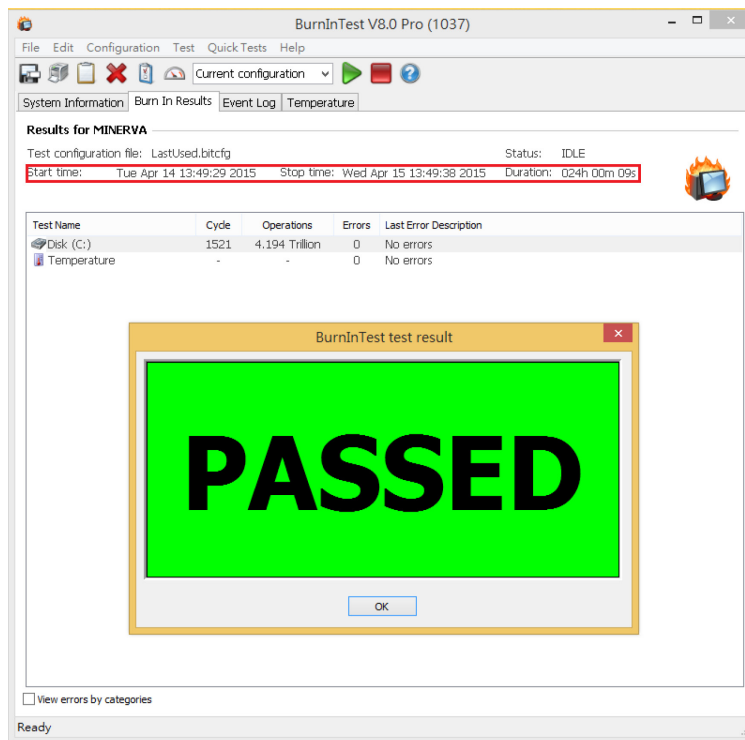 BurnInTest V8.0 Pro (1037)
File Edit Configuration Test Quick Tests Help
Current configuration
System Information Burn In Results Event Log Temperature
Results for MINERVA
Test configuration file: LastUsed.bitcfg Status: IDLE
Start time: Tue Apr 14 13:49:29 2015 Stop time: Wed Apr 15 13:49:38 2015 Duration: 024h 00m 09s
Test Name Cycle Operations Errors Last Error Description
Disk (C:) 1521 4.194 Trillion 0 No errors
Temperature - - 0 No errors
BurnInTest test result
PASSED
OK
View errors by categories
Ready